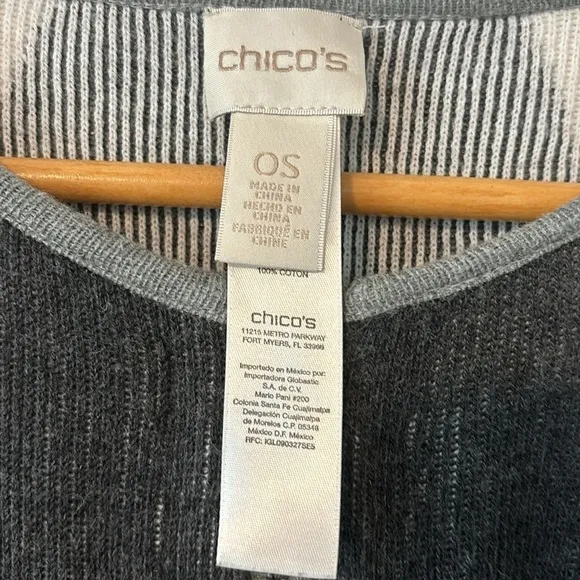 chico's
OS
MADE IN
CHINA
HECHO EN
CHINA
FABRIQUÉ EN
CHINE
100% COTON
chico's
11215 METRO PARKWAY
FORT MYERS, FL 33966
Importado en México por:
Importadora Globastic
S.A. de C.V.
Mario Pani #200
Colonia Santa Fe Cuajimalpa
Delegación Cuajimalpa
de Morelos C.P. 05348
México D.F. México
RFC: IGL090327SE5